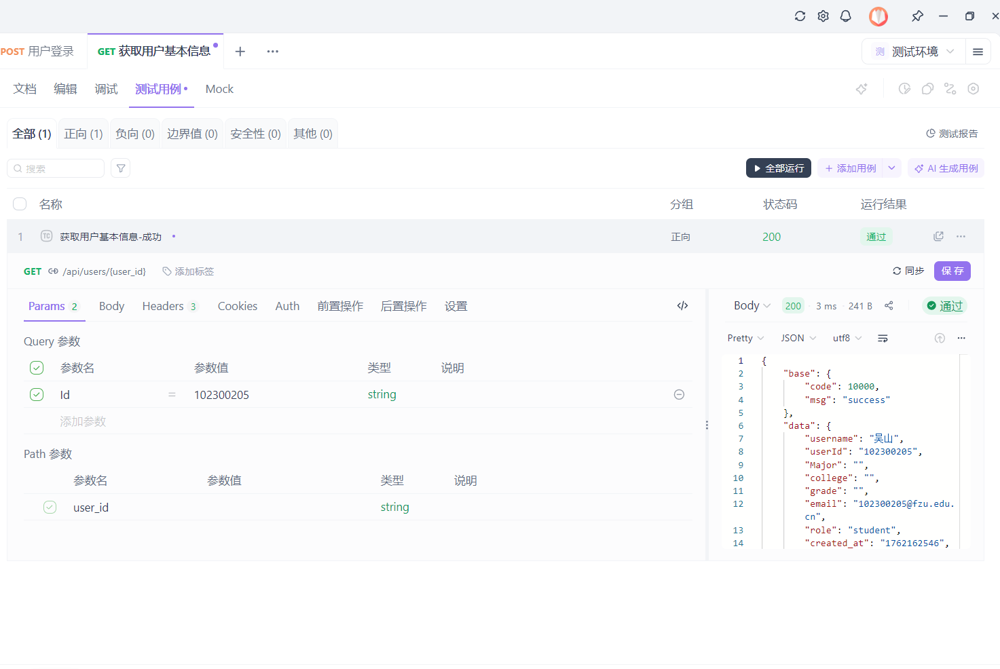 POST 用户登录
GET 获取用户基本信息
测 测试环境
文档 编辑 调试 测试用例 Mock
全部 (1) 正向 (1) 负向 (0) 边界值 (0) 安全性 (0) 其他 (0)
测试报告
搜索
全部运行 添加用例 AI 生成用例
名称 分组 状态码 运行结果
1 TC 获取用户基本信息-成功 正向 200 通过
GET /api/users/{user_id} 添加标签 同步 保 存
Params 2 Body Headers 3 Cookies Auth 前置操作 后置操作 设置
Query 参数
参数名 参数值 类型 说明
Id = 102300205 string
添加参数
Path 参数
参数名 参数值 类型 说明
user_id string
Body 200 · 3 ms · 241 B 通过
Pretty JSON utf8
1 {
2 "base": {
3 "code": 10000,
4 "msg": "success"
5 },
6 "data": {
7 "username": "吴山",
8 "userId": "102300205",
9 "Major": "",
10 "college": "",
11 "grade": "",
12 "email": "102300205@fzu.edu.
cn",
13 "role": "student",
14 "created_at": "1762162546",